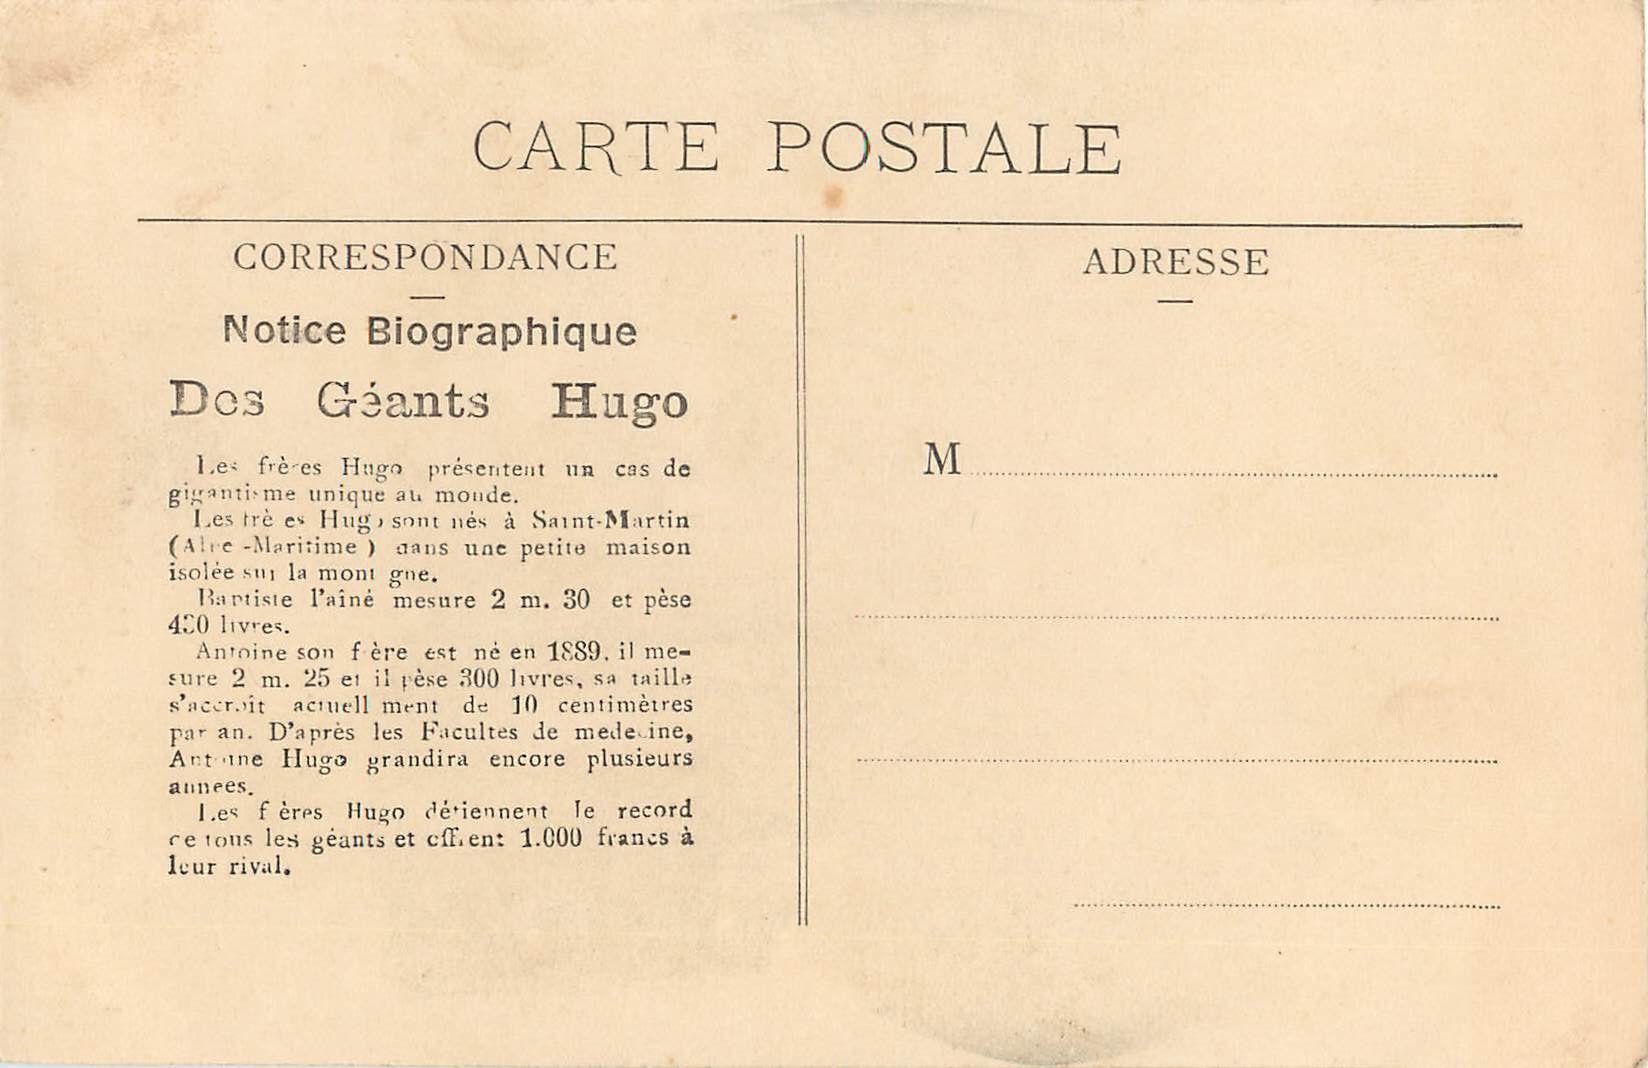 CARTE POSTALE
CORRESPONDANCE
Notice Biographique
Des Géants Hugo
Les frères Hugo présentent un cas de
gigantisme unique au monde.
Les frères Hugo sont nés à Saint-Martin
(Alpe-Maritime) dans une petite maison
isolée sur la montagne.
Baptiste l'aîné mesure 2 m. 30 et pèse
livres.
Antoine son frère est né en 1889, il me-
sure 2 m. 25 et il pèse 300 livres, sa taille
s'accroît actuellement de 10 centimètres
par an. D'après les Facultes de medecine,
Antoine Hugo grandira encore plusieurs
annees.
Les frères Hugo détiennent le record
de tous les géants et offrent 1.000 francs à
leur rival.
ADRESSE
M